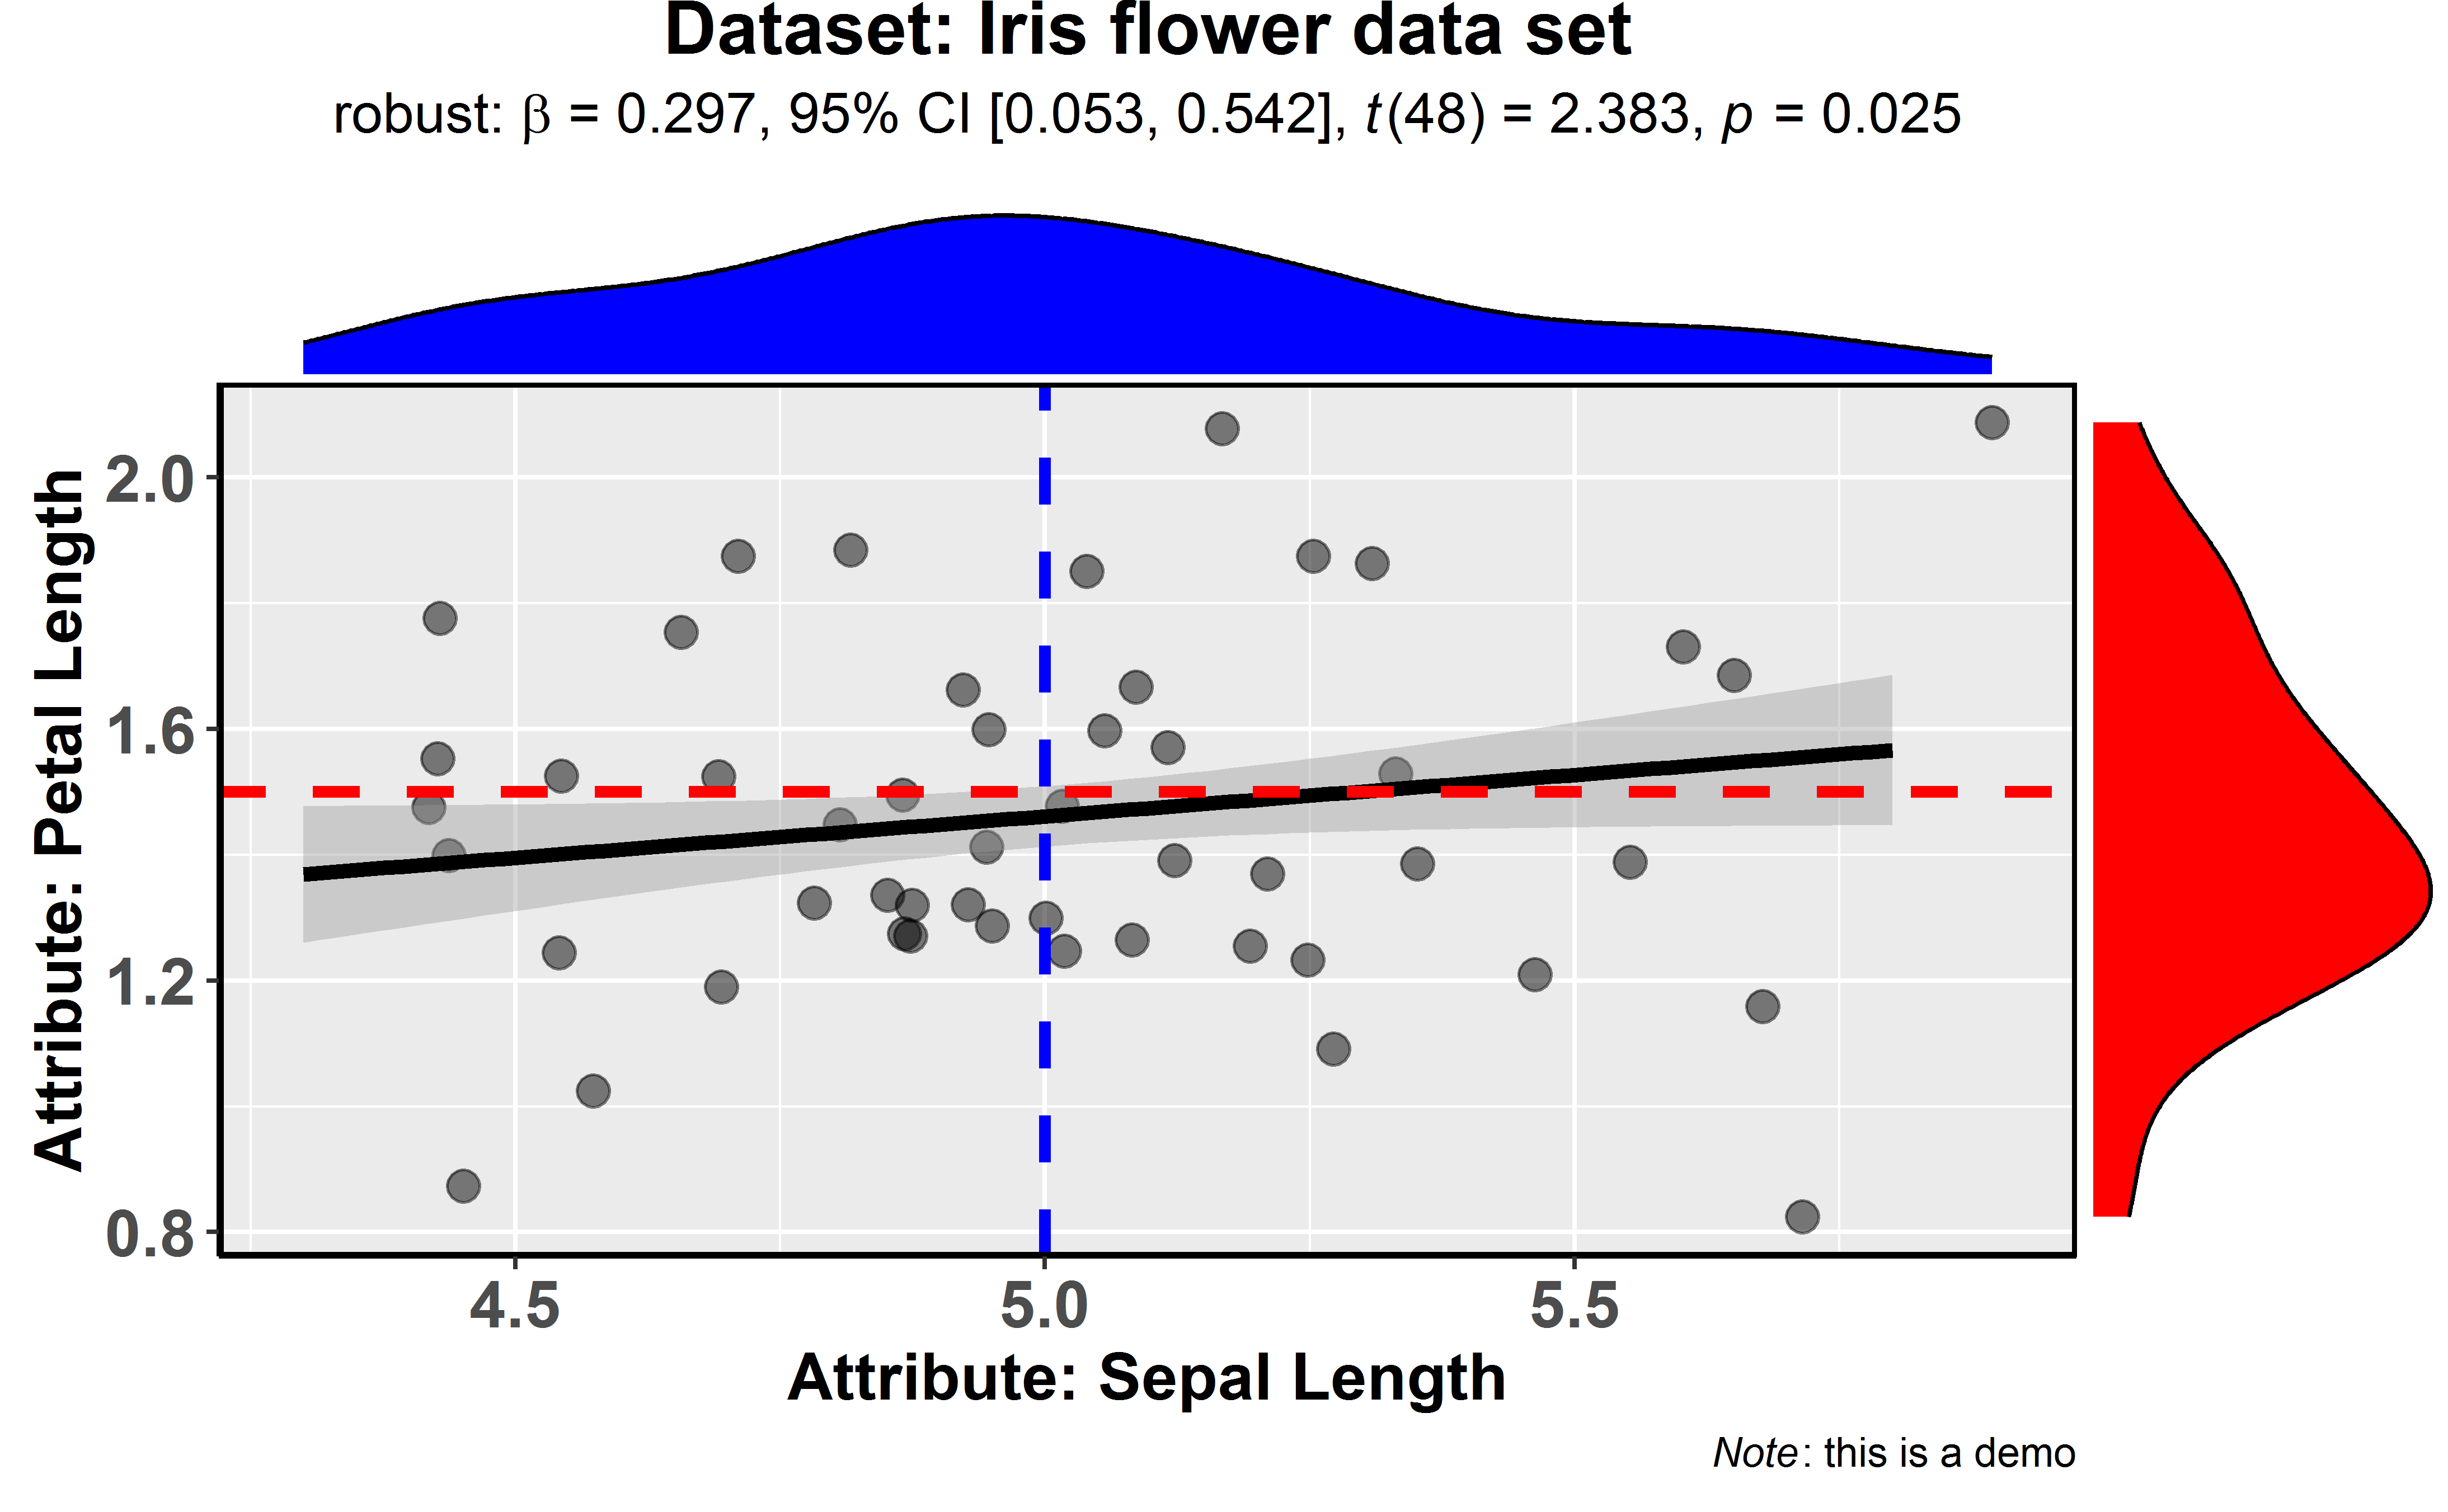 Dataset: Iris flower data set
robust: β = 0.297, 95% CI [0.053, 0.542], t(48) = 2.383, p = 0.025
Attribute: Petal Length
2.0
1.6
1.2
0.8
4.5 5.0 5.5
Attribute: Sepal Length
Note: this is a demo